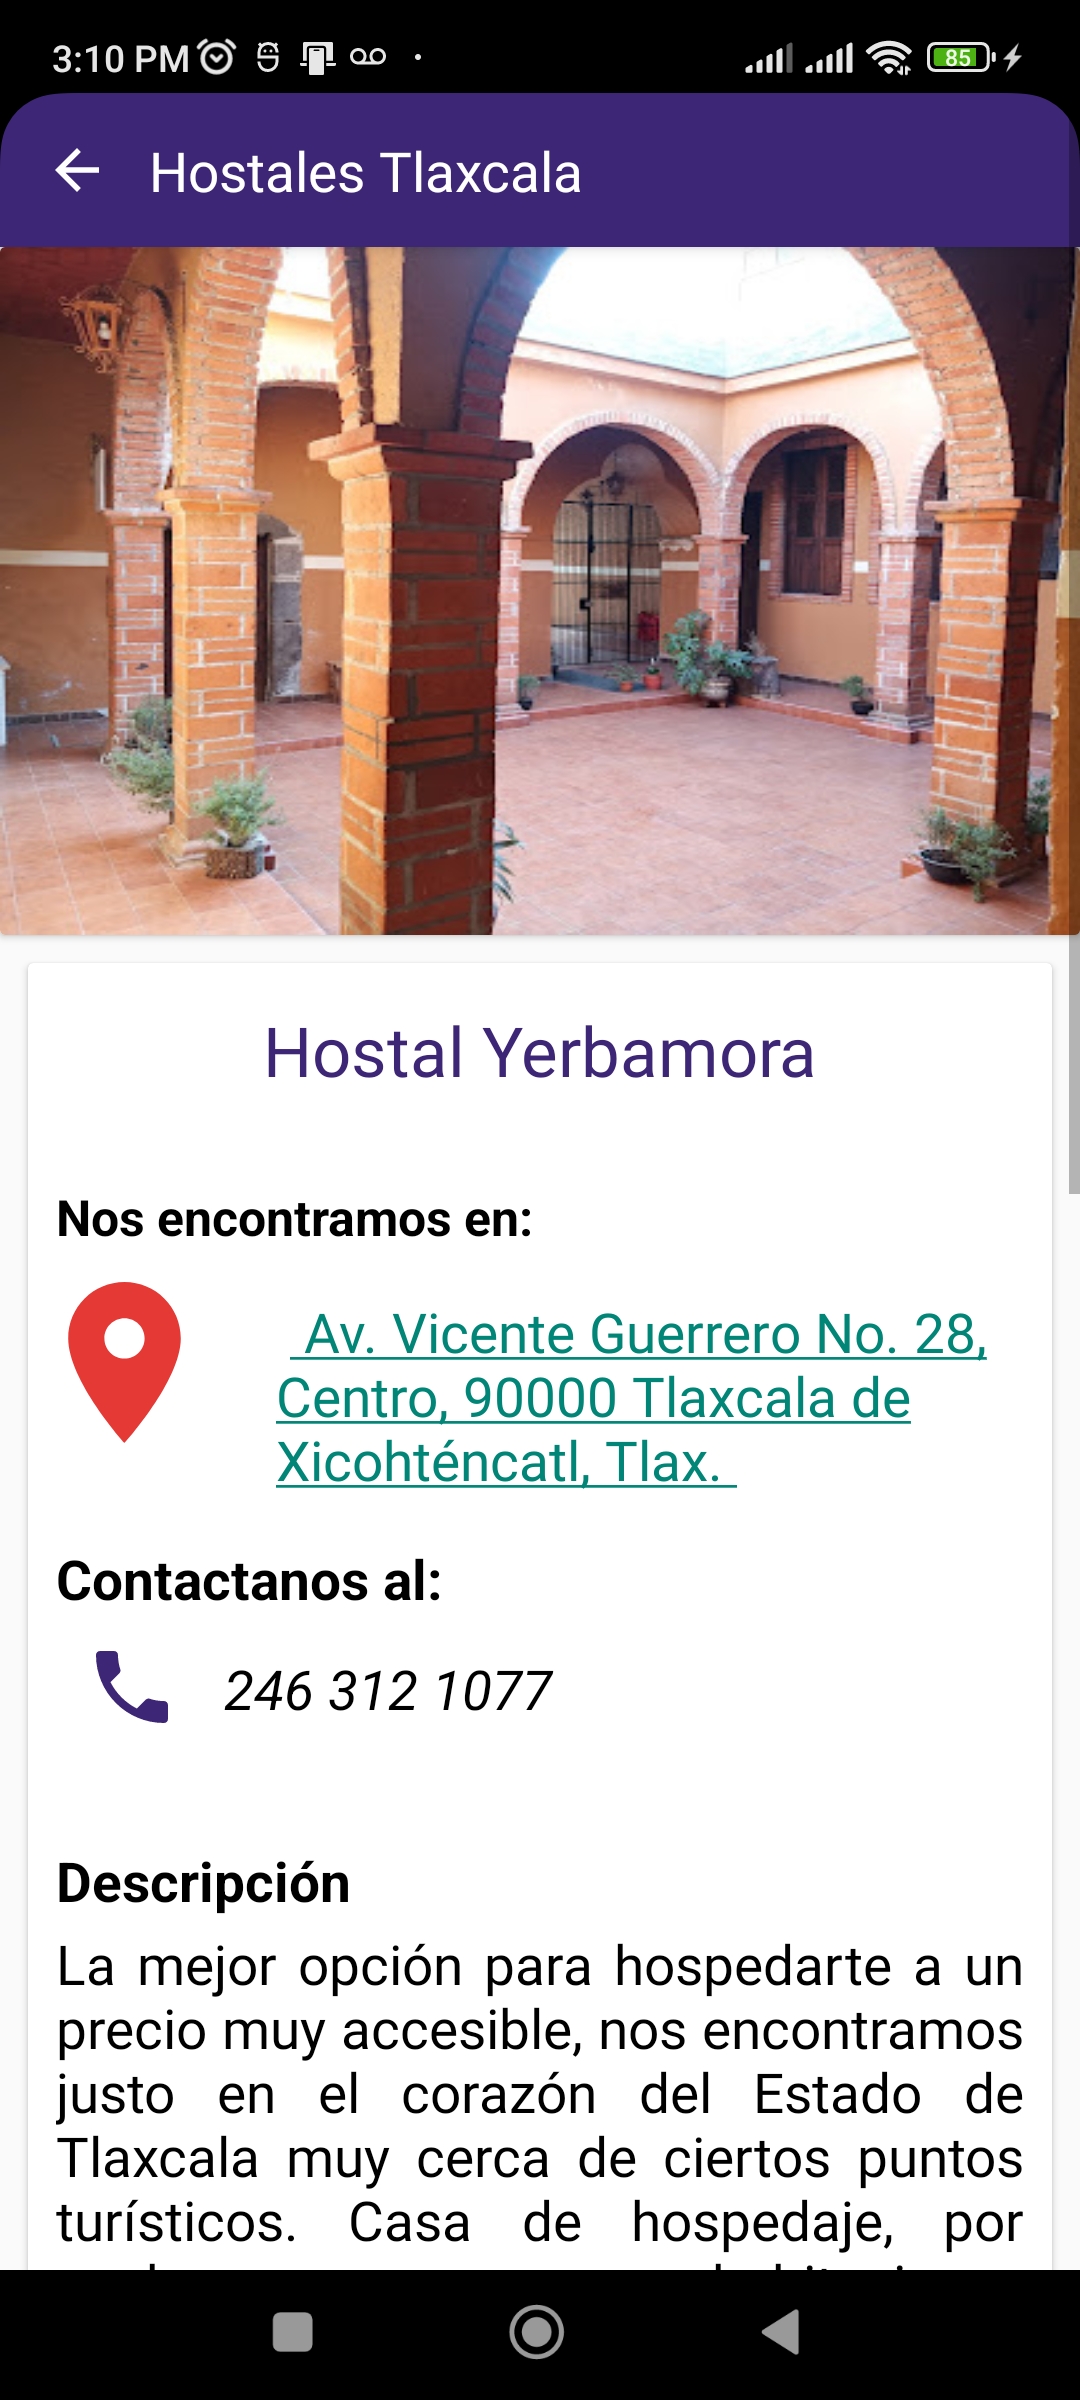 3:10 PM
85
Hostales Tlaxcala
Hostal Yerbamora
Nos encontramos en:
Av. Vicente Guerrero No. 28,
Centro, 90000 Tlaxcala de
Xicohténcatl, Tlax.
Contactanos al:
246 312 1077
Descripción
La mejor opción para hospedarte a un
precio muy accesible, nos encontramos
justo en el corazón del Estado de
Tlaxcala muy cerca de ciertos puntos
turísticos. Casa de hospedaje, por